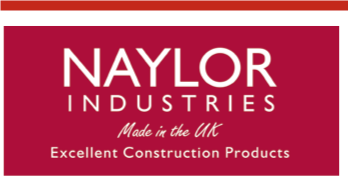 NAYLOR
INDUSTRIES
Made in the UK
Excellent Construction Products